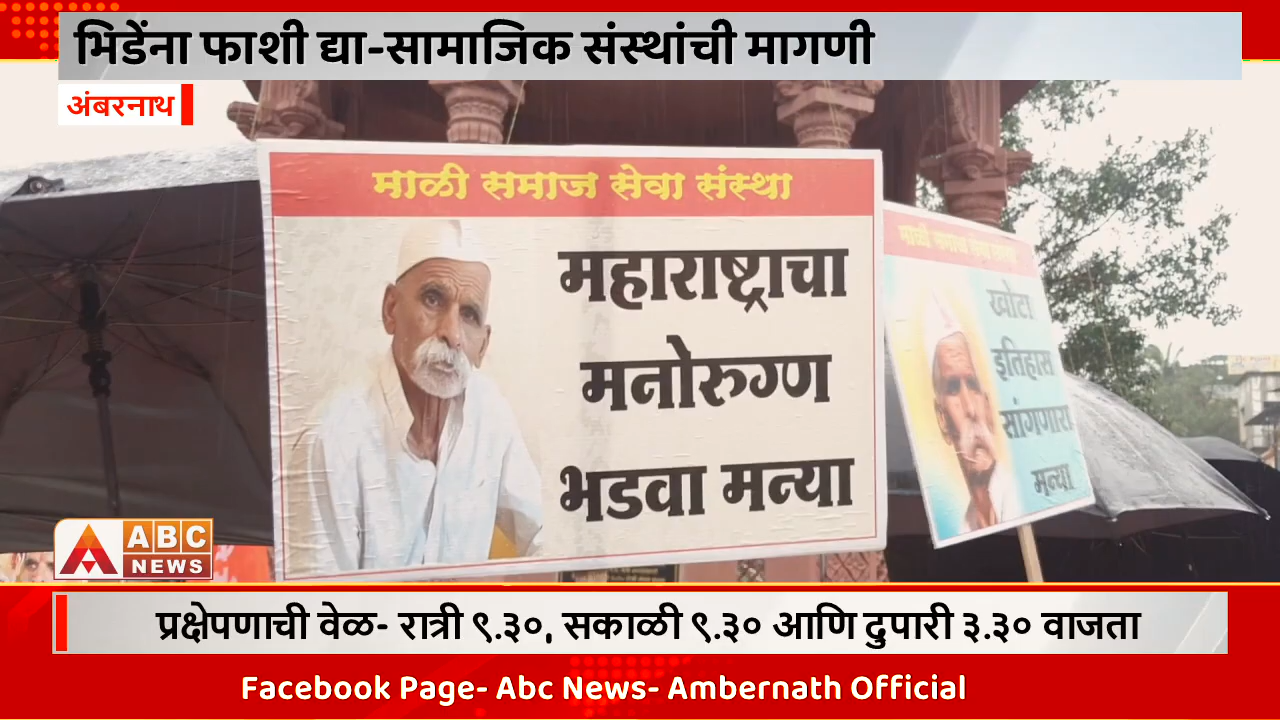 भिडेंना फाशी द्या-सामाजिक संस्थांची मागणी
अंबरनाथ
माळी समाज सेवा संस्था
महाराष्ट्राचा
मनोरुग्ण
भडवा मन्या
माळी समाज सेवा संस्था
खोटा
इतिहास
सांगणारा
मन्या
ABC
NEWS
प्रक्षेपणाची वेळ- रात्री ९.३०, सकाळी ९.३० आणि दुपारी ३.३० वाजता
Facebook Page- Abc News- Ambernath Official